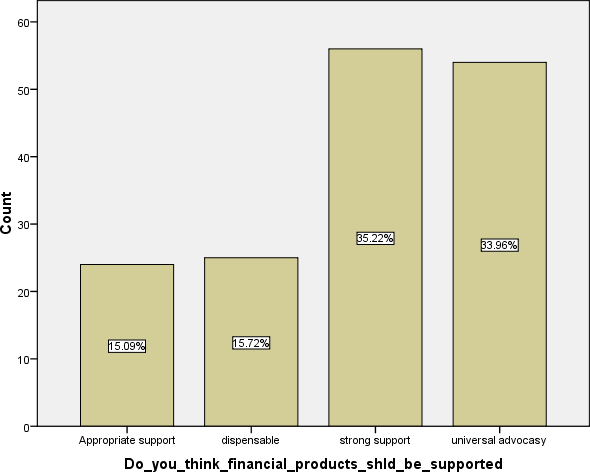 60
50
40
30
20
10
0
Count
35.22%
33.96%
15.09%
15.72%
Appropriate support
dispensable
strong support
universal advocasy
Do_you_think_financial_products_shld_be_supported